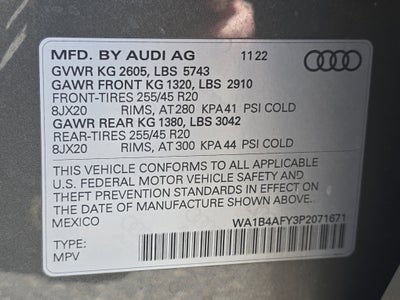 MFD. BY AUDI AG 11 22
GVWR KG 2605, LBS 5743
GAWR FRONT KG 1320, LBS 2910
FRONT-TIRES 255/45 R20
8JX20 RIMS, AT 280 KPA 41 PSI COLD
GAWR REAR KG 1380, LBS 3042
REAR-TIRES 255/45 R20
8JX20 RIMS, AT 300 KPA 44 PSI COLD
THIS VEHICLE CONFORMS TO ALL APPLICABLE
U.S. FEDERAL MOTOR VEHICLE SAFETY AND
THEFT PREVENTION STANDARDS IN EFFECT ON
THE DATE OF MANUFACTURE SHOWN ABOVE.
MEXICO WA1B4AFY3P2071671
TYPE:
MPV